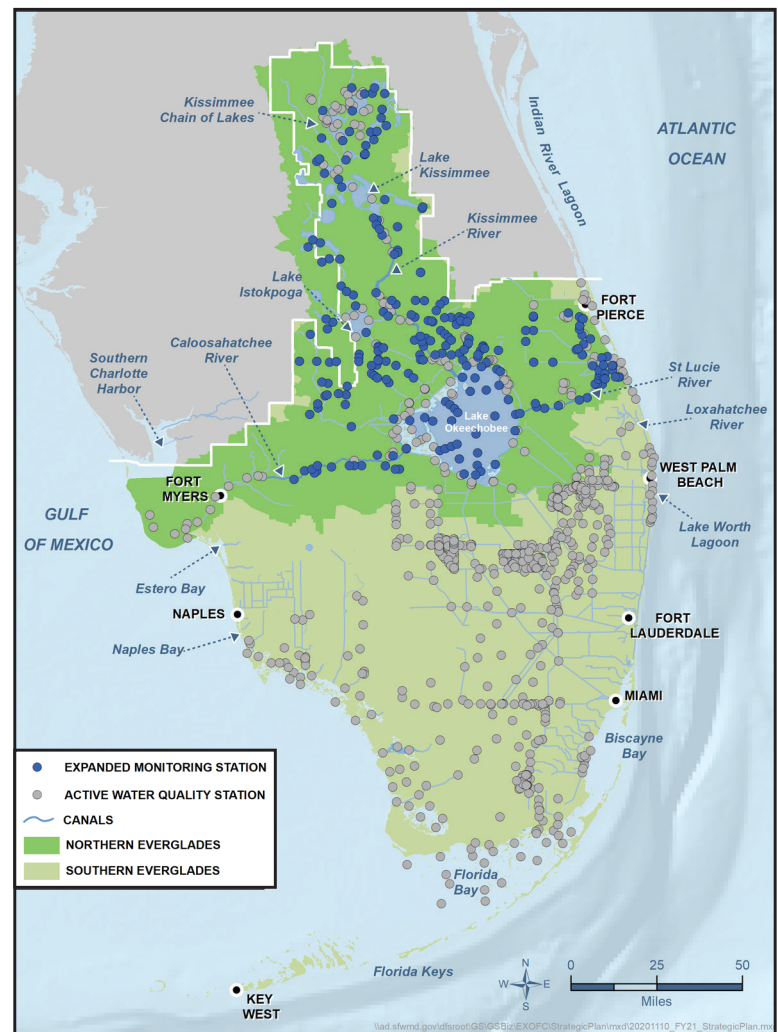 Kissimmee
Chain of Lakes
Indian River Lagoon
ATLANTIC
OCEAN
Lake
Kissimmee
Kissimmee
River
Lake
Istokpoga
FORT
PIERCE
Caloosahatchee
River
Southern
Charlotte
Harbor
St Lucie
River
Lake
Okeechobee
Loxahatchee
River
FORT
MYERS
WEST PALM
BEACH
GULF
OF MEXICO
Lake Worth
Lagoon
Estero Bay
NAPLES
FORT
LAUDERDALE
Naples Bay
MIAMI
Biscayne
Bay
EXPANDED MONITORING STATION
ACTIVE WATER QUALITY STATION
CANALS
NORTHERN EVERGLADES
SOUTHERN EVERGLADES
Florida
Bay
Florida Keys
KEY
WEST
N
W E
S
0 25 50
Miles
\\ad.sfwmd.gov\dfsroot\GS\GSBiz\EXOFC\StrategicPlan\mxd\20201110_FY21_StrategicPlan.mx